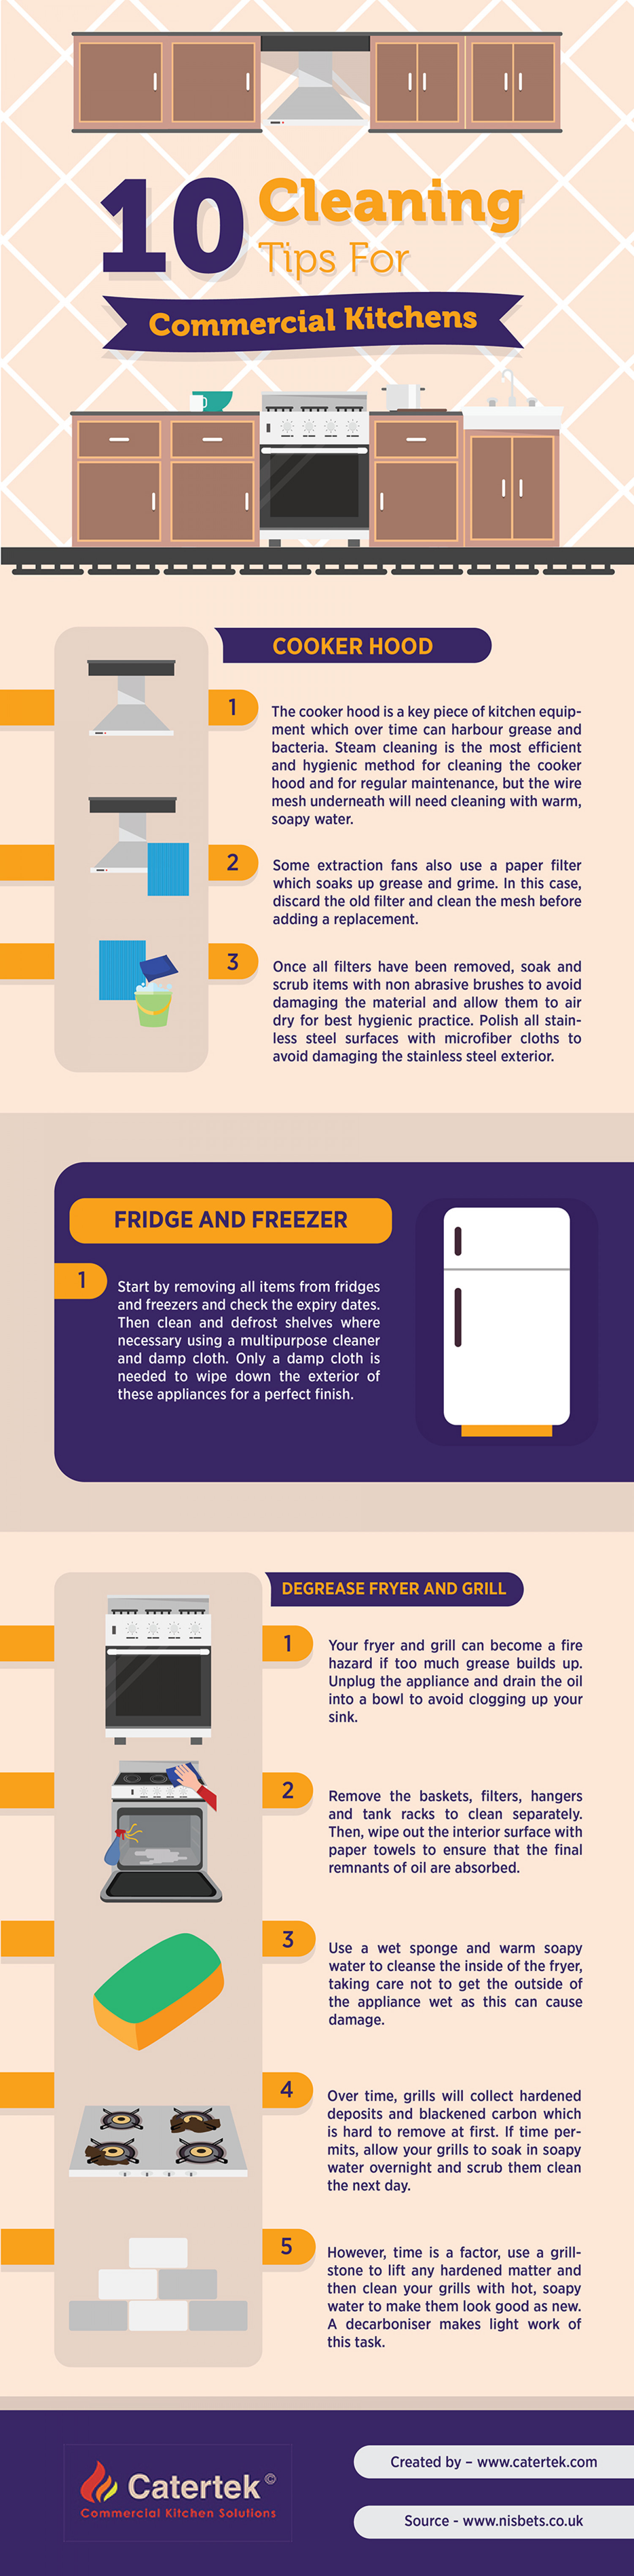 10 Cleaning
Tips For
Commercial Kitchens
COOKER HOOD
1
The cooker hood is a key piece of kitchen equip-
ment which over time can harbour grease and
bacteria. Steam cleaning is the most efficient
and hygienic method for cleaning the cooker
hood and for regular maintenance, but the wire
mesh underneath will need cleaning with warm,
soapy water.
2
Some extraction fans also use a paper filter
which soaks up grease and grime. In this case,
discard the old filter and clean the mesh before
adding a replacement.
3
Once all filters have been removed, soak and
scrub items with non abrasive brushes to avoid
damaging the material and allow them to air
dry for best hygienic practice. Polish all stain-
less steel surfaces with microfiber cloths to
avoid damaging the stainless steel exterior.
FRIDGE AND FREEZER
1
Start by removing all items from fridges
and freezers and check the expiry dates.
Then clean and defrost shelves where
necessary using a multipurpose cleaner
and damp cloth. Only a damp cloth is
needed to wipe down the exterior of
these appliances for a perfect finish.
DEGREASE FRYER AND GRILL
1
Your fryer and grill can become a fire
hazard if too much grease builds up.
Unplug the appliance and drain the oil
into a bowl to avoid clogging up your
sink.
2
Remove the baskets, filters, hangers
and tank racks to clean separately.
Then, wipe out the interior surface with
paper towels to ensure that the final
remnants of oil are absorbed.
3
Use a wet sponge and warm soapy
water to cleanse the inside of the fryer,
taking care not to get the outside of
the appliance wet as this can cause
damage.
4
Over time, grills will collect hardened
deposits and blackened carbon which
is hard to remove at first. If time per-
mits, allow your grills to soak in soapy
water overnight and scrub them clean
the next day.
5
However, time is a factor, use a grill-
stone to lift any hardened matter and
then clean your grills with hot, soapy
water to make them look good as new.
A decarboniser makes light work of
this task.
Catertek©
Commercial Kitchen Solutions
Created by – www.catertek.com
Source - www.nisbets.co.uk